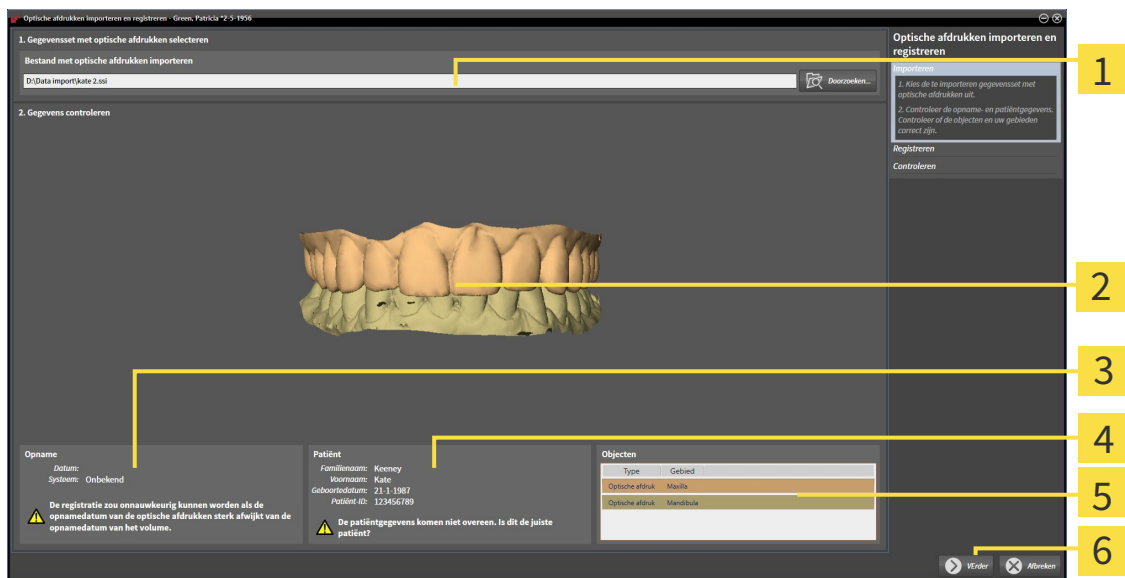 Optische afdrukken importeren en registreren - Green, Patricia *2-5-1956
1. Gegevensset met optische afdrukken selecteren
Bestand met optische afdrukken importeren
D:\Data import\kate 2.ssi
Doorzoeken...
2. Gegevens controleren
Opname
Datum:
Systeem: Onbekend
De registratie zou onnauwkeurig kunnen worden als de
opnamedatum van de optische afdrukken sterk afwijkt van de
opnamedatum van het volume.
Patiënt
Familienaam: Keeney
Voornaam: Kate
Geboortedatum: 21-1-1987
Patiënt-ID: 123456789
De patiëntgegevens komen niet overeen. Is dit de juiste
patiënt?
Objecten
Type Gebied
Optische afdruk Maxilla
Optische afdruk Mandibula
Optische afdrukken importeren en
registreren
Importeren
1. Kies de te importeren gegevensset met
optische afdrukken uit.
2. Controleer de opname- en patiëntgegevens.
Controleer of de objecten en uw gebieden
correct zijn.
Registreren
Controleren
VErder
Afbreken
1
2
3
4
5
6